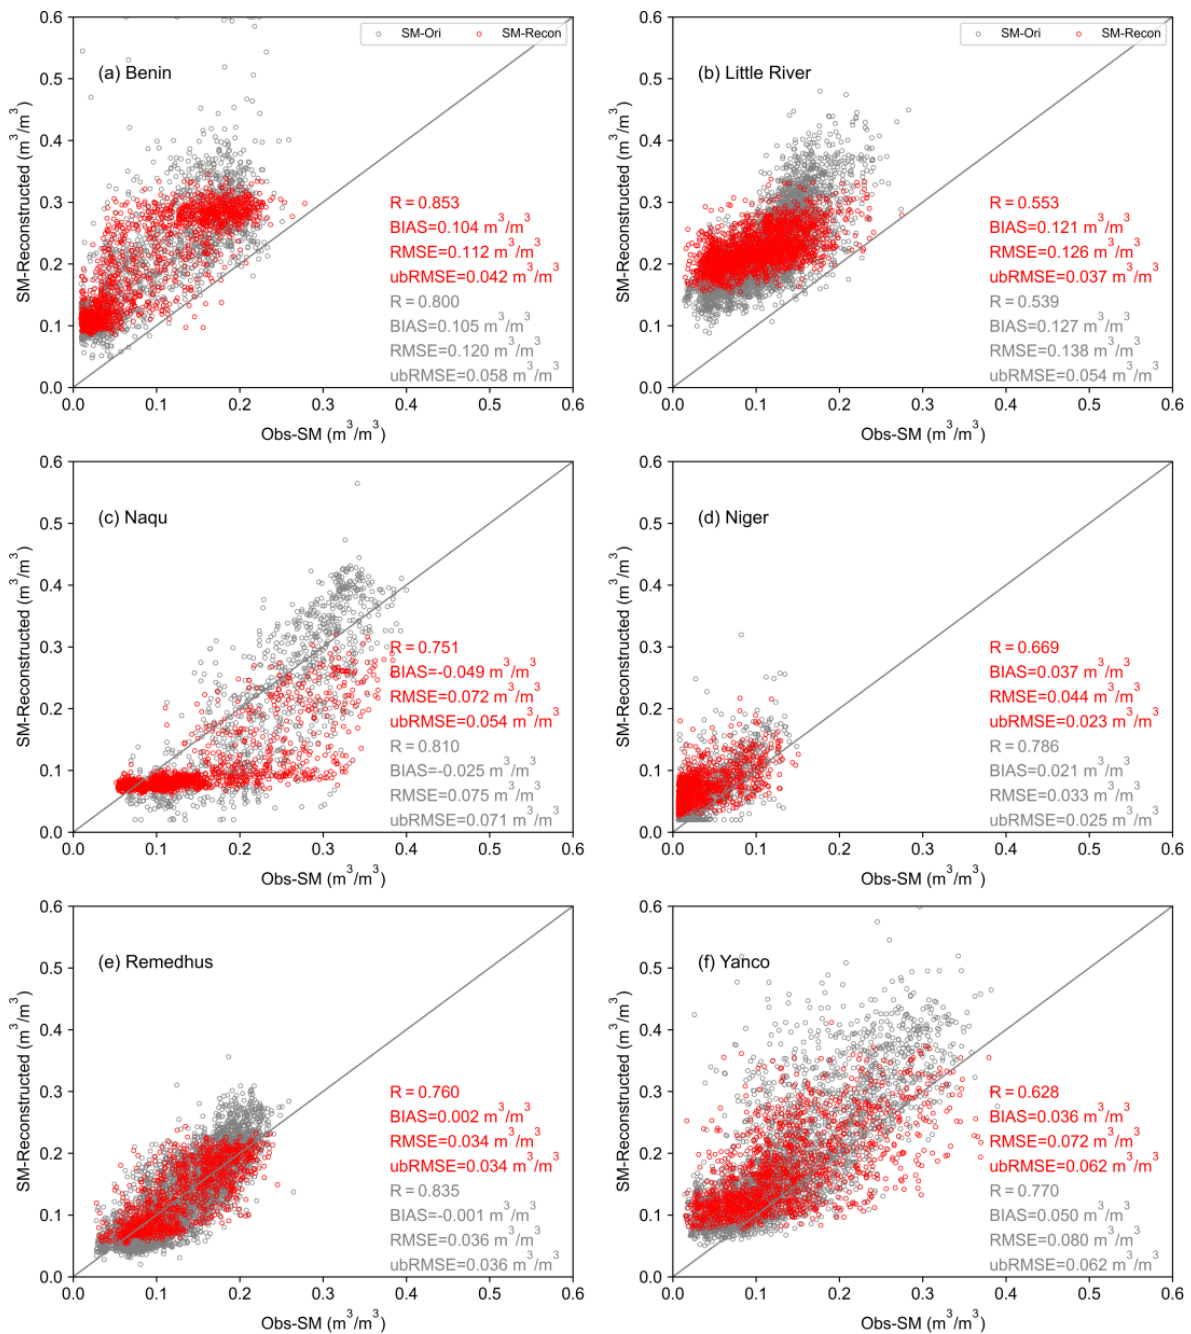 0.6
0.5
0.4
0.3
0.2
0.1
0.0
SM-Reconstructed (m³/m³)
SM-Ori SM-Recon
(a) Benin
R = 0.853
BIAS=0.104 m³/m³
RMSE=0.112 m³/m³
ubRMSE=0.042 m³/m³
R = 0.800
BIAS=0.105 m³/m³
RMSE=0.120 m³/m³
ubRMSE=0.058 m³/m³
0.0 0.1 0.2 0.3 0.4 0.5 0.6
Obs-SM (m³/m³)
0.6
0.5
0.4
0.3
0.2
0.1
0.0
SM-Reconstructed (m³/m³)
SM-Ori SM-Recon
(b) Little River
R = 0.553
BIAS=0.121 m³/m³
RMSE=0.126 m³/m³
ubRMSE=0.037 m³/m³
R = 0.539
BIAS=0.127 m³/m³
RMSE=0.138 m³/m³
ubRMSE=0.054 m³/m³
0.0 0.1 0.2 0.3 0.4 0.5 0.6
Obs-SM (m³/m³)
0.6
0.5
0.4
0.3
0.2
0.1
0.0
SM-Reconstructed (m³/m³)
(c) Naqu
R = 0.751
BIAS=-0.049 m³/m³
RMSE=0.072 m³/m³
ubRMSE=0.054 m³/m³
R = 0.810
BIAS=-0.025 m³/m³
RMSE=0.075 m³/m³
ubRMSE=0.071 m³/m³
0.0 0.1 0.2 0.3 0.4 0.5 0.6
Obs-SM (m³/m³)
0.6
0.5
0.4
0.3
0.2
0.1
0.0
SM-Reconstructed (m³/m³)
(d) Niger
R = 0.669
BIAS=0.037 m³/m³
RMSE=0.044 m³/m³
ubRMSE=0.023 m³/m³
R = 0.786
BIAS=0.021 m³/m³
RMSE=0.033 m³/m³
ubRMSE=0.025 m³/m³
0.0 0.1 0.2 0.3 0.4 0.5 0.6
Obs-SM (m³/m³)
0.6
0.5
0.4
0.3
0.2
0.1
0.0
SM-Reconstructed (m³/m³)
(e) Remedhus
R = 0.760
BIAS=0.002 m³/m³
RMSE=0.034 m³/m³
ubRMSE=0.034 m³/m³
R = 0.835
BIAS=-0.001 m³/m³
RMSE=0.036 m³/m³
ubRMSE=0.036 m³/m³
0.0 0.1 0.2 0.3 0.4 0.5 0.6
Obs-SM (m³/m³)
0.6
0.5
0.4
0.3
0.2
0.1
0.0
SM-Reconstructed (m³/m³)
(f) Yanco
R = 0.628
BIAS=0.036 m³/m³
RMSE=0.072 m³/m³
ubRMSE=0.062 m³/m³
R = 0.770
BIAS=0.050 m³/m³
RMSE=0.080 m³/m³
ubRMSE=0.062 m³/m³
0.0 0.1 0.2 0.3 0.4 0.5 0.6
Obs-SM (m³/m³)